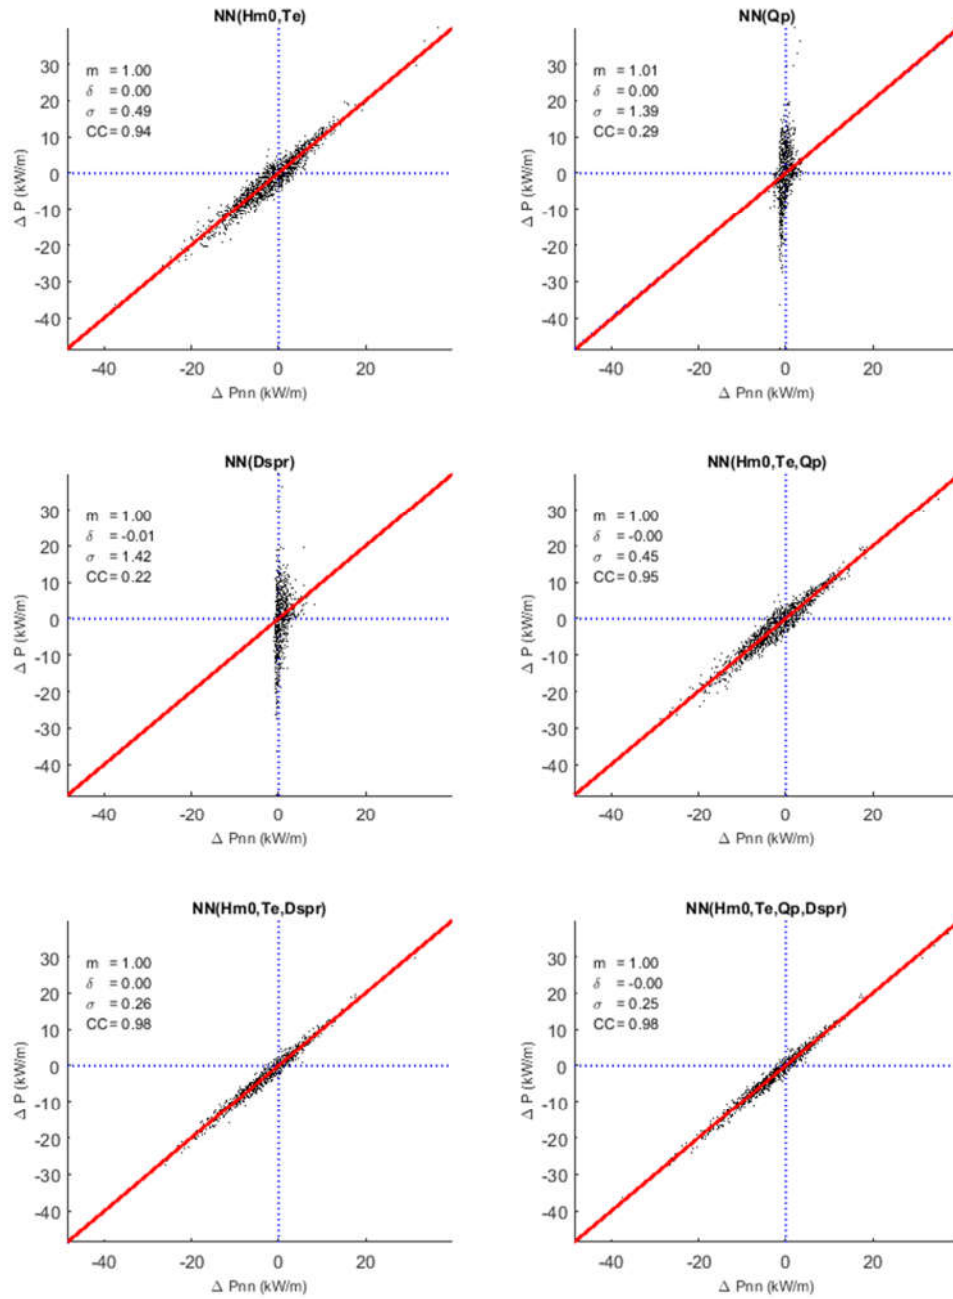 NN(Hm0,Te)
m = 1.00
δ = 0.00
σ = 0.49
CC = 0.94
30
20
10
0
-10
-20
-30
-40
Δ P (kW/m)
-40 -20 0 20
Δ Pnn (kW/m)
NN(Qp)
m = 1.01
δ = 0.00
σ = 1.39
CC = 0.29
30
20
10
0
-10
-20
-30
-40
Δ P (kW/m)
-40 -20 0 20
Δ Pnn (kW/m)
NN(Dspr)
m = 1.00
δ = -0.01
σ = 1.42
CC = 0.22
30
20
10
0
-10
-20
-30
-40
Δ P (kW/m)
-40 -20 0 20
Δ Pnn (kW/m)
NN(Hm0,Te,Qp)
m = 1.00
δ = -0.00
σ = 0.45
CC = 0.95
30
20
10
0
-10
-20
-30
-40
Δ P (kW/m)
-40 -20 0 20
Δ Pnn (kW/m)
NN(Hm0,Te,Dspr)
m = 1.00
δ = 0.00
σ = 0.26
CC = 0.98
30
20
10
0
-10
-20
-30
-40
Δ P (kW/m)
-40 -20 0 20
Δ Pnn (kW/m)
NN(Hm0,Te,Qp,Dspr)
m = 1.00
δ = -0.00
σ = 0.25
CC = 0.98
30
20
10
0
-10
-20
-30
-40
Δ P (kW/m)
-40 -20 0 20
Δ Pnn (kW/m)